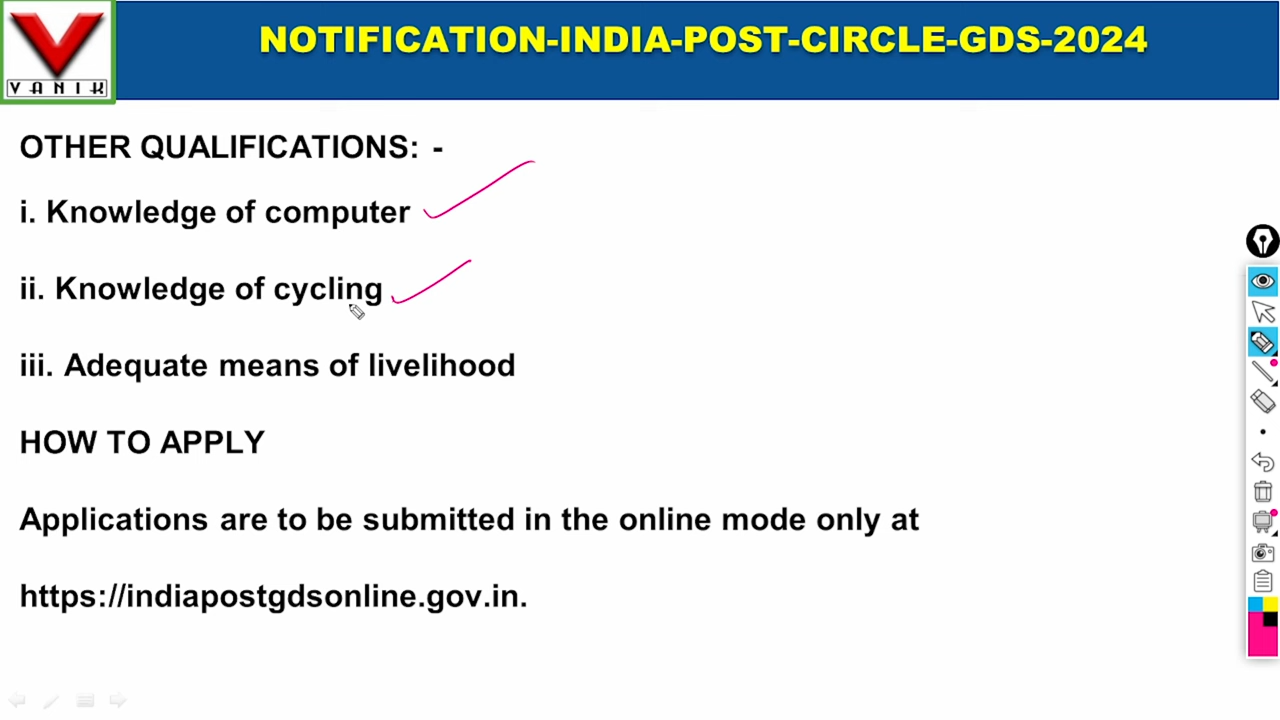 VANIK
NOTIFICATION-INDIA-POST-CIRCLE-GDS-2024
OTHER QUALIFICATIONS: -
i. Knowledge of computer
ii. Knowledge of cycling
iii. Adequate means of livelihood
HOW TO APPLY
Applications are to be submitted in the online mode only at
https://indiapostgdsonline.gov.in.